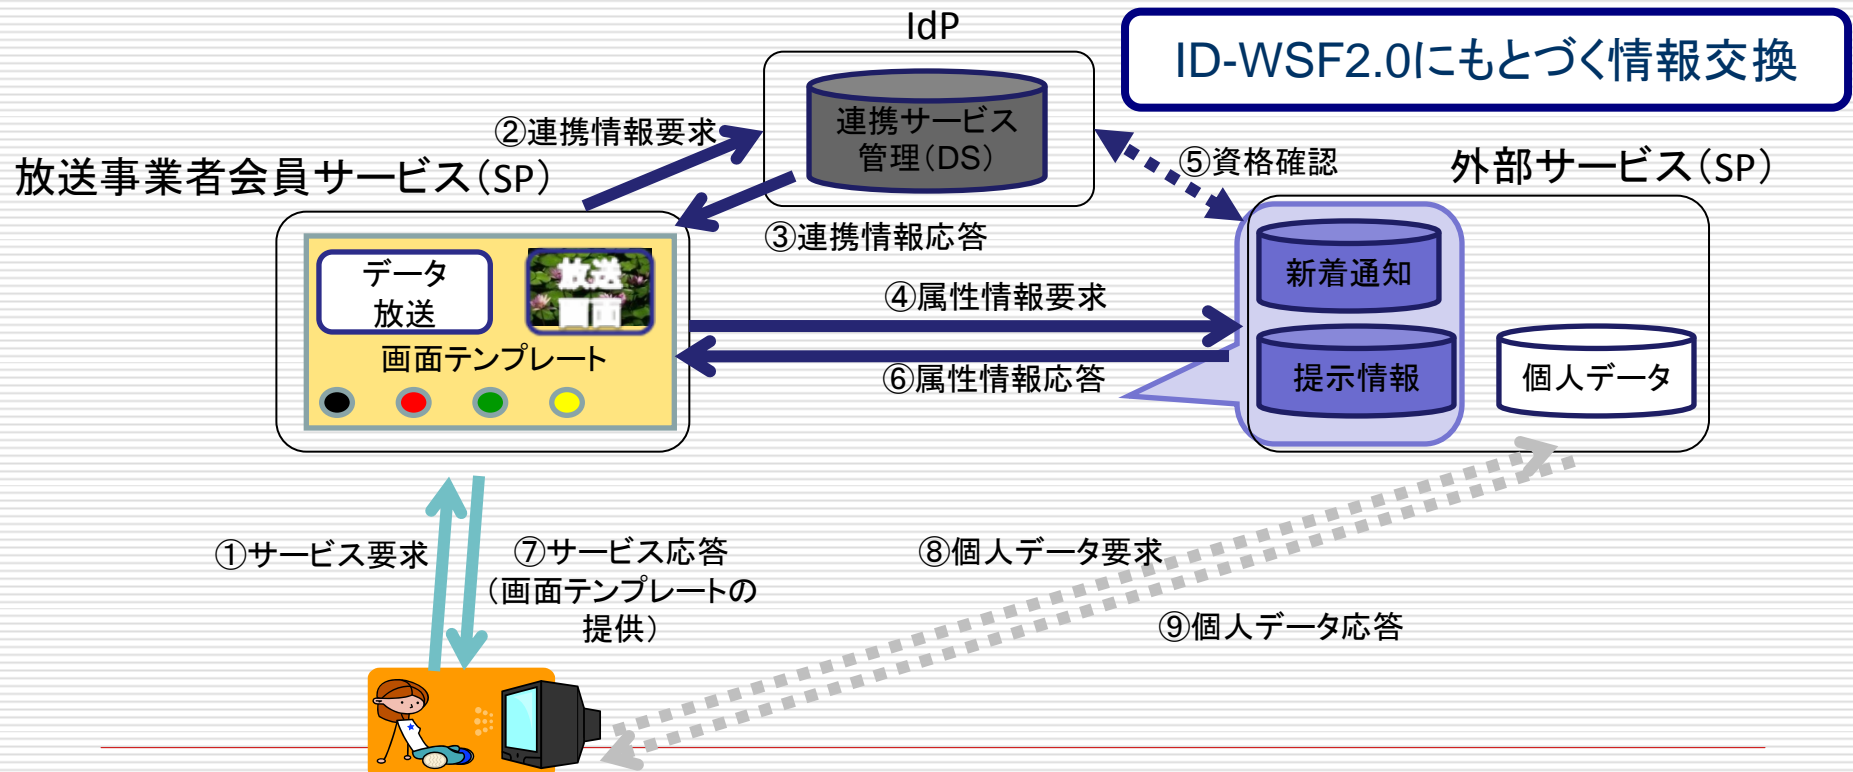 IdP
ID-WSF2.0にもとづく情報交換
連携サービス
管理(DS)
②連携情報要求
放送事業者会員サービス(SP)
⑤資格確認
外部サービス(SP)
③連携情報応答
データ
放送
放送
画面
画面テンプレート
④属性情報要求
⑥属性情報応答
新着通知
提示情報
個人データ
①サービス要求
⑦サービス応答
(画面テンプレートの
提供)
⑧個人データ要求
⑨個人データ応答